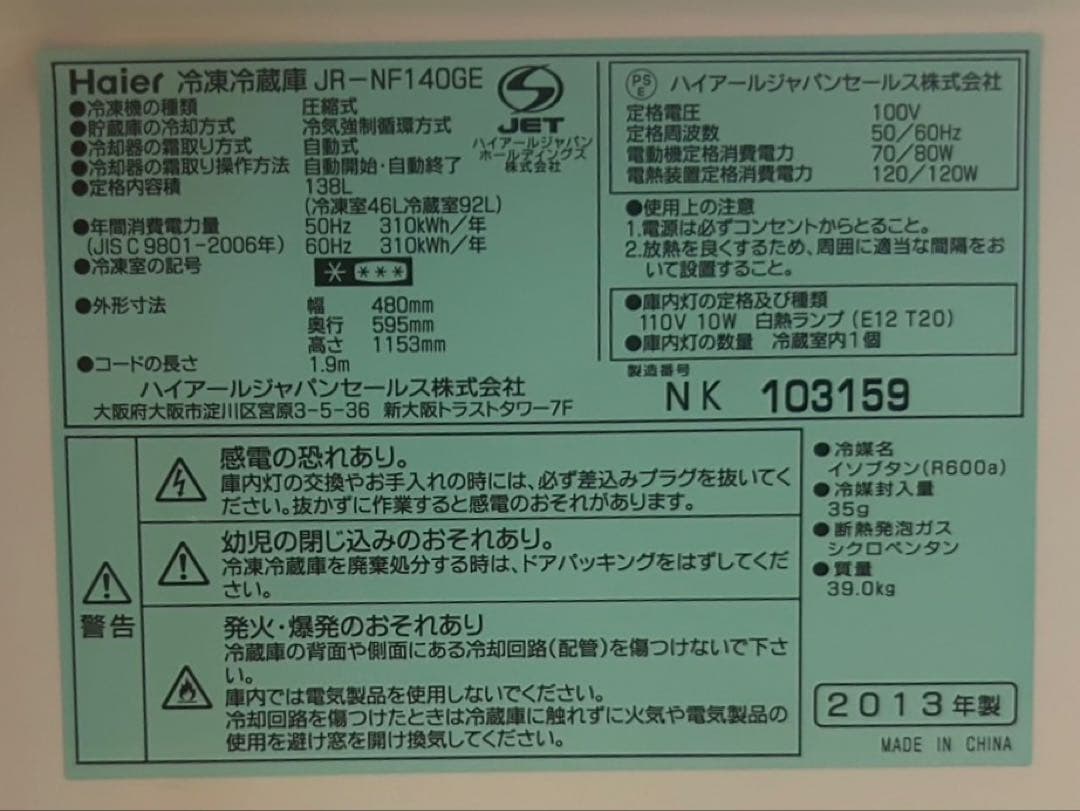 Haier 冷凍冷蔵庫 JR-NF140GE
●冷凍機の種類 圧縮式
●貯蔵庫の冷却方式 冷気強制循環方式
●冷却器の霜取り方式 自動式
●冷却器の霜取り操作方法 自動開始・自動終了
●定格内容積 138L
(冷凍室46L冷蔵室92L)
●年間消費電力量 50Hz 310kWh/年
(JIS C 9801-2006年) 60Hz 310kWh/年
●冷凍室の記号
●外形寸法 幅 480mm
奥行 595mm
高さ 1153mm
●コードの長さ 1.9m
ハイアールジャパンセールス株式会社
大阪府大阪市淀川区宮原3-5-36 新大阪トラストタワー7F
JET
ハイアールジャパン
ホールディングス
株式会社
PS
E ハイアールジャパンセールス株式会社
定格電圧 100V
定格周波数 50/60Hz
電動機定格消費電力 70/80W
電熱装置定格消費電力 120/120W
●使用上の注意
1.電源は必ずコンセントからとること。
2.放熱を良くするため、周囲に適当な間隔をお
いて設置すること。
●庫内灯の定格及び種類
110V 10W 白熱ランプ(E12 T20)
●庫内灯の数量 冷蔵室内1個
製造番号
NK 103159
警告
感電の恐れあり。
庫内灯の交換やお手入れの時には、必ず差込みプラグを抜いてく
ださい。抜かずに作業すると感電のおそれがあります。
幼児の閉じ込みのおそれあり。
冷凍冷蔵庫を廃棄処分する時は、ドアパッキングをはずしてくだ
さい。
発火・爆発のおそれあり
冷蔵庫の背面や側面にある冷却回路(配管)を傷つけないで下さ
い。
庫内では電気製品を使用しないでください。
冷却回路を傷つけたときは冷蔵庫に触れずに火気や電気製品の
使用を避け窓を開け換気してください。
●冷媒名
イソブタン(R600a)
●冷媒封入量
35g
●断熱発泡ガス
シクロペンタン
●質量
39.0kg
2013年製
MADE IN CHINA